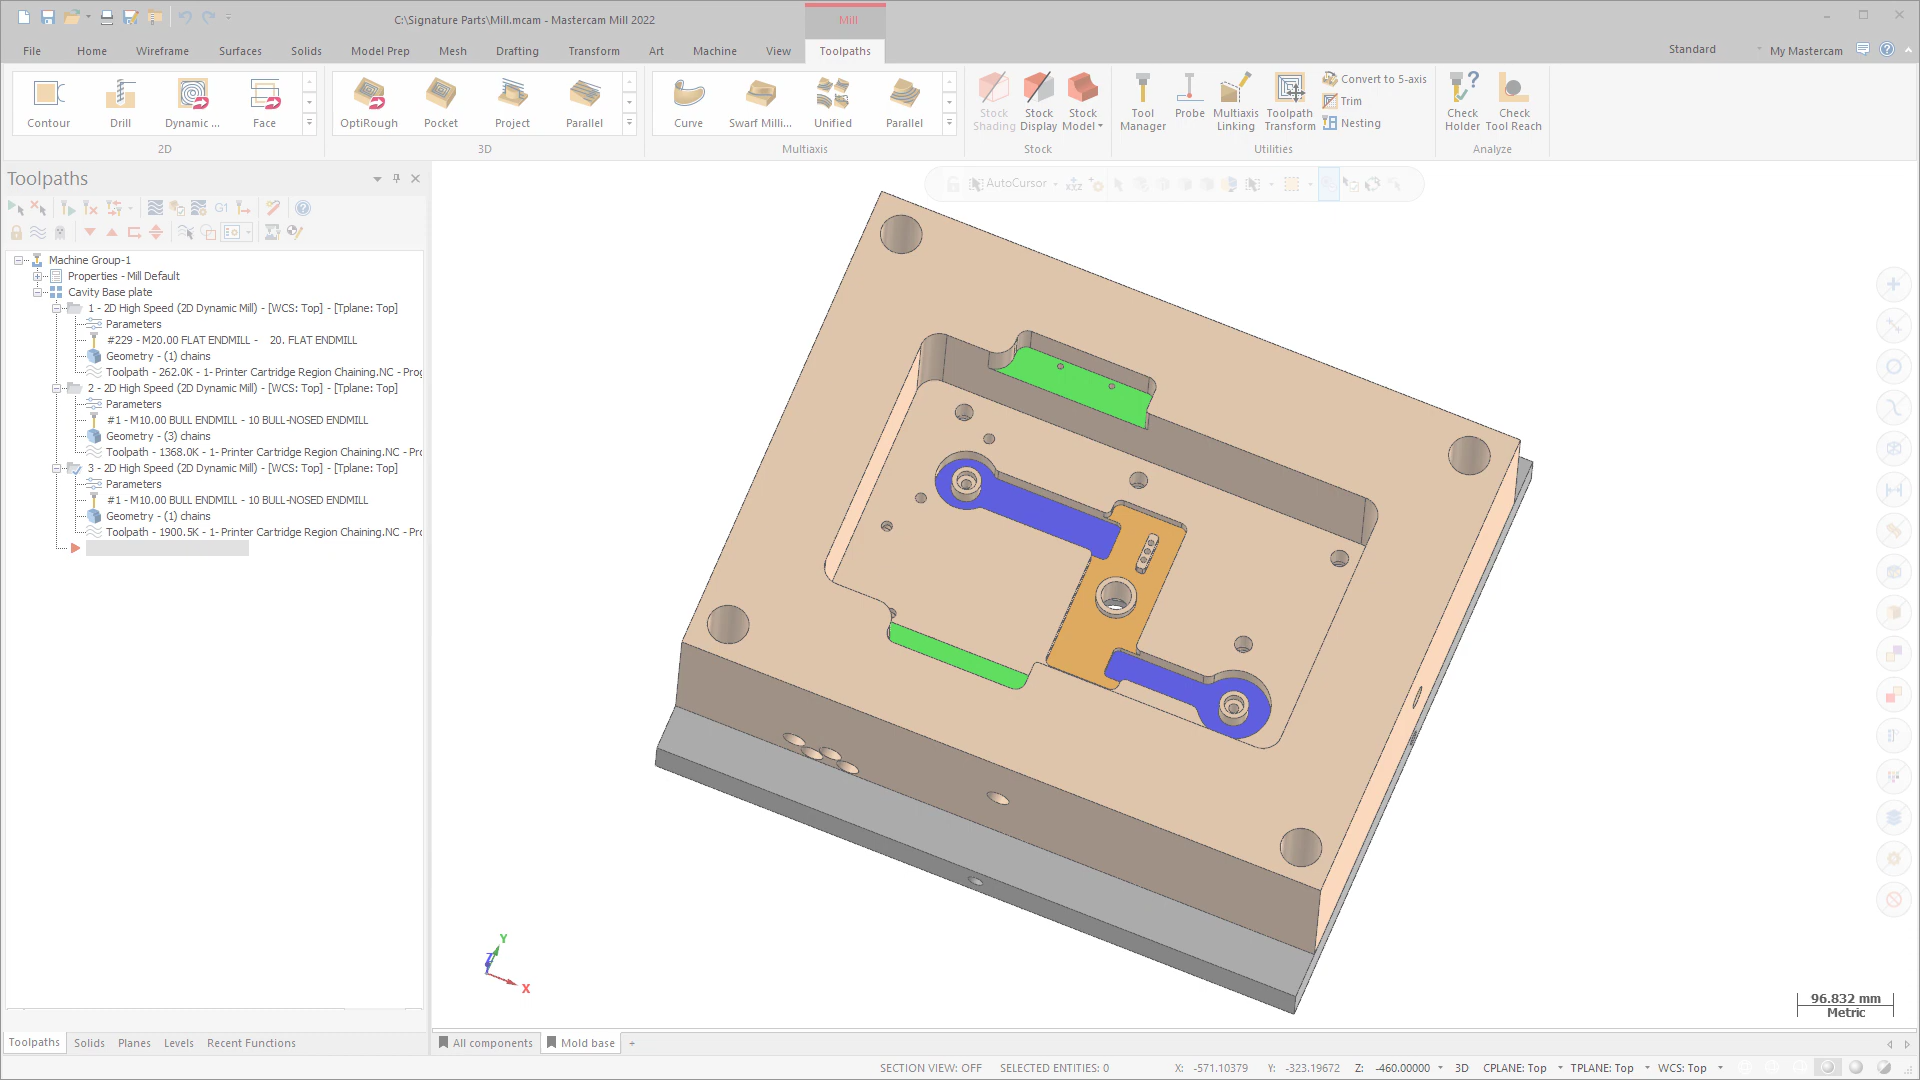 C:\Signature Parts\Mill.mcam - Mastercam Mill 2022
Mill
File
Home
Wireframe
Surfaces
Solids
Model Prep
Mesh
Drafting
Transform
Art
Machine
View
Toolpaths
Standard
My Mastercam
Contour
Drill
Dynamic ...
Face
2D
OptiRough
Pocket
Project
Parallel
3D
Curve
Swarf Milli...
Unified
Parallel
Multiaxis
Stock Shading
Stock Display
Stock Model
Stock
Tool Manager
Probe
Multiaxis Linking
Toolpath Transform
Convert to 5-axis
Trim
Nesting
Utilities
Check Holder
Check Tool Reach
Analyze
Toolpaths
AutoCursor
G1
Machine Group-1
Properties - Mill Default
Cavity Base plate
1 - 2D High Speed (2D Dynamic Mill) - [WCS: Top] - [Tplane: Top]
Parameters
#229 - M20.00 FLAT ENDMILL - 20. FLAT ENDMILL
Geometry - (1) chains
Toolpath - 262.0K - 1- Printer Cartridge Region Chaining.NC - Prog
2 - 2D High Speed (2D Dynamic Mill) - [WCS: Top] - [Tplane: Top]
Parameters
#1 - M10.00 BULL ENDMILL - 10 BULL-NOSED ENDMILL
Geometry - (3) chains
Toolpath - 1368.0K - 1- Printer Cartridge Region Chaining.NC - Pro
3 - 2D High Speed (2D Dynamic Mill) - [WCS: Top] - [Tplane: Top]
Parameters
#1 - M10.00 BULL ENDMILL - 10 BULL-NOSED ENDMILL
Geometry - (1) chains
Toolpath - 1900.5K - 1- Printer Cartridge Region Chaining.NC - Pro
Y
Z
X
96.832 mm
Metric
Toolpaths
Solids
Planes
Levels
Recent Functions
All components
Mold base
+
SECTION VIEW: OFF
SELECTED ENTITIES: 0
X: -571.10379
Y: -323.19672
Z: -460.00000
3D
CPLANE: Top
TPLANE: Top
WCS: Top